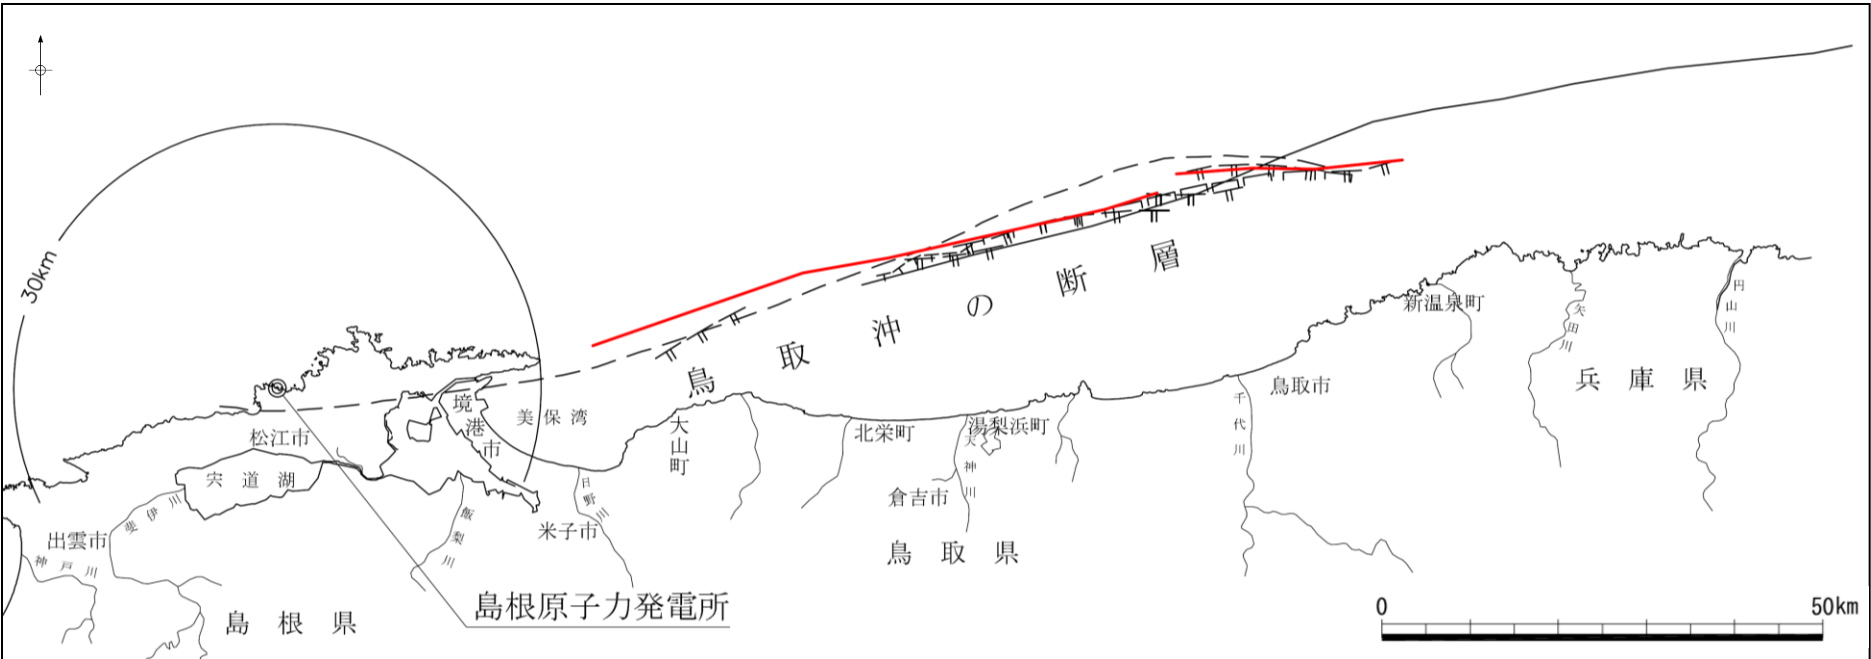 30km
鳥取沖の断層
新温泉町
円山川
矢田川
兵庫県
鳥取市
千代川
松江市
境港市
美保湾
大山町
北栄町
湯梨浜町
天神川
倉吉市
宍道湖
斐伊川
飯梨川
日野川
米子市
出雲市
神戸川
鳥取県
島根県
島根原子力発電所
0
50km